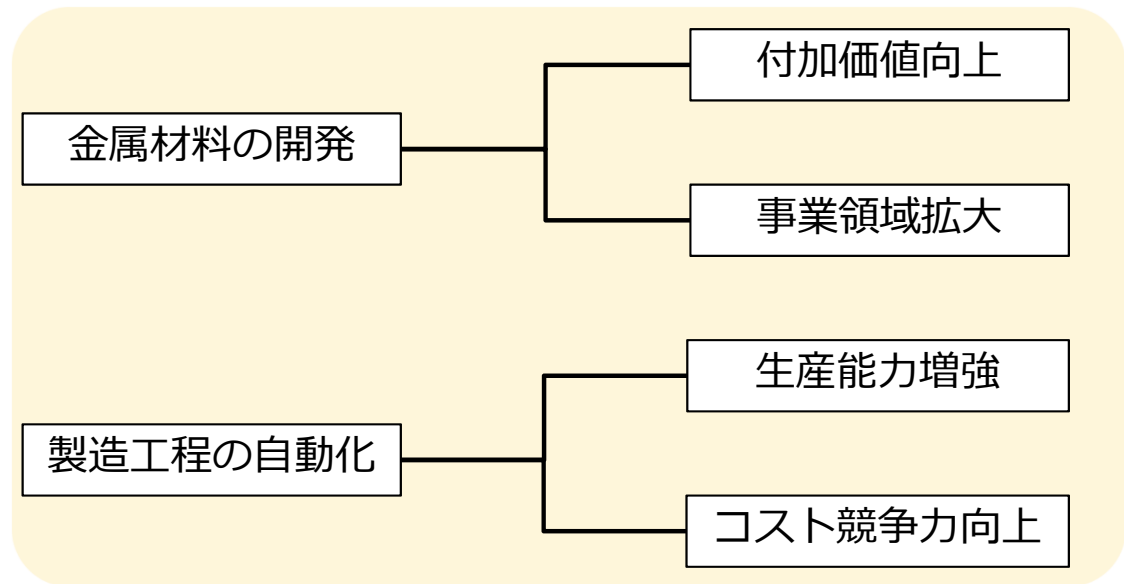 金属材料の開発
付加価値向上
事業領域拡大
製造工程の自動化
生産能力増強
コスト競争力向上